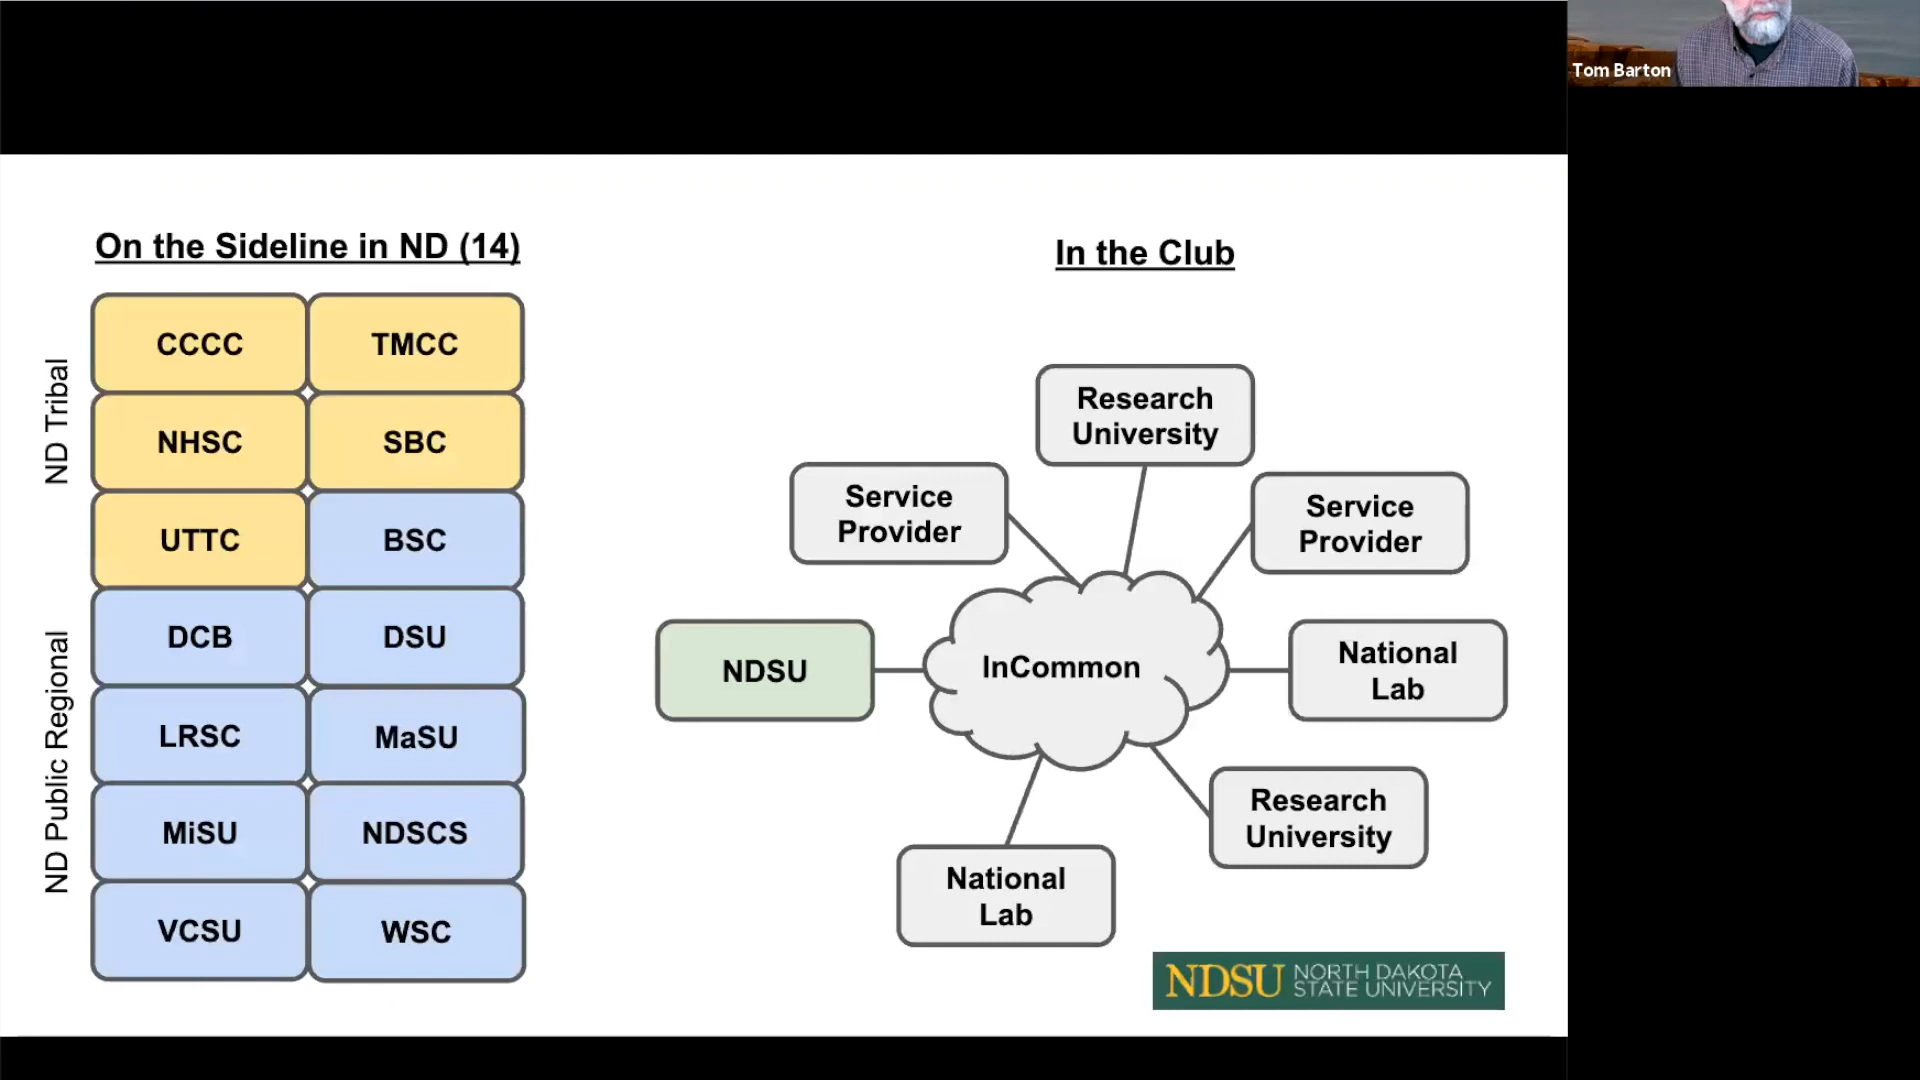 Tom Barton
On the Sideline in ND (14)
In the Club
ND Tribal
CCCC
TMCC
NHSC
SBC
UTTC
BSC
ND Public Regional
DCB
DSU
LRSC
MaSU
MiSU
NDSCS
VCSU
WSC
Research
University
Service
Provider
Service
Provider
NDSU
InCommon
National
Lab
Research
University
National
Lab
NDSU NORTH DAKOTA
STATE UNIVERSITY